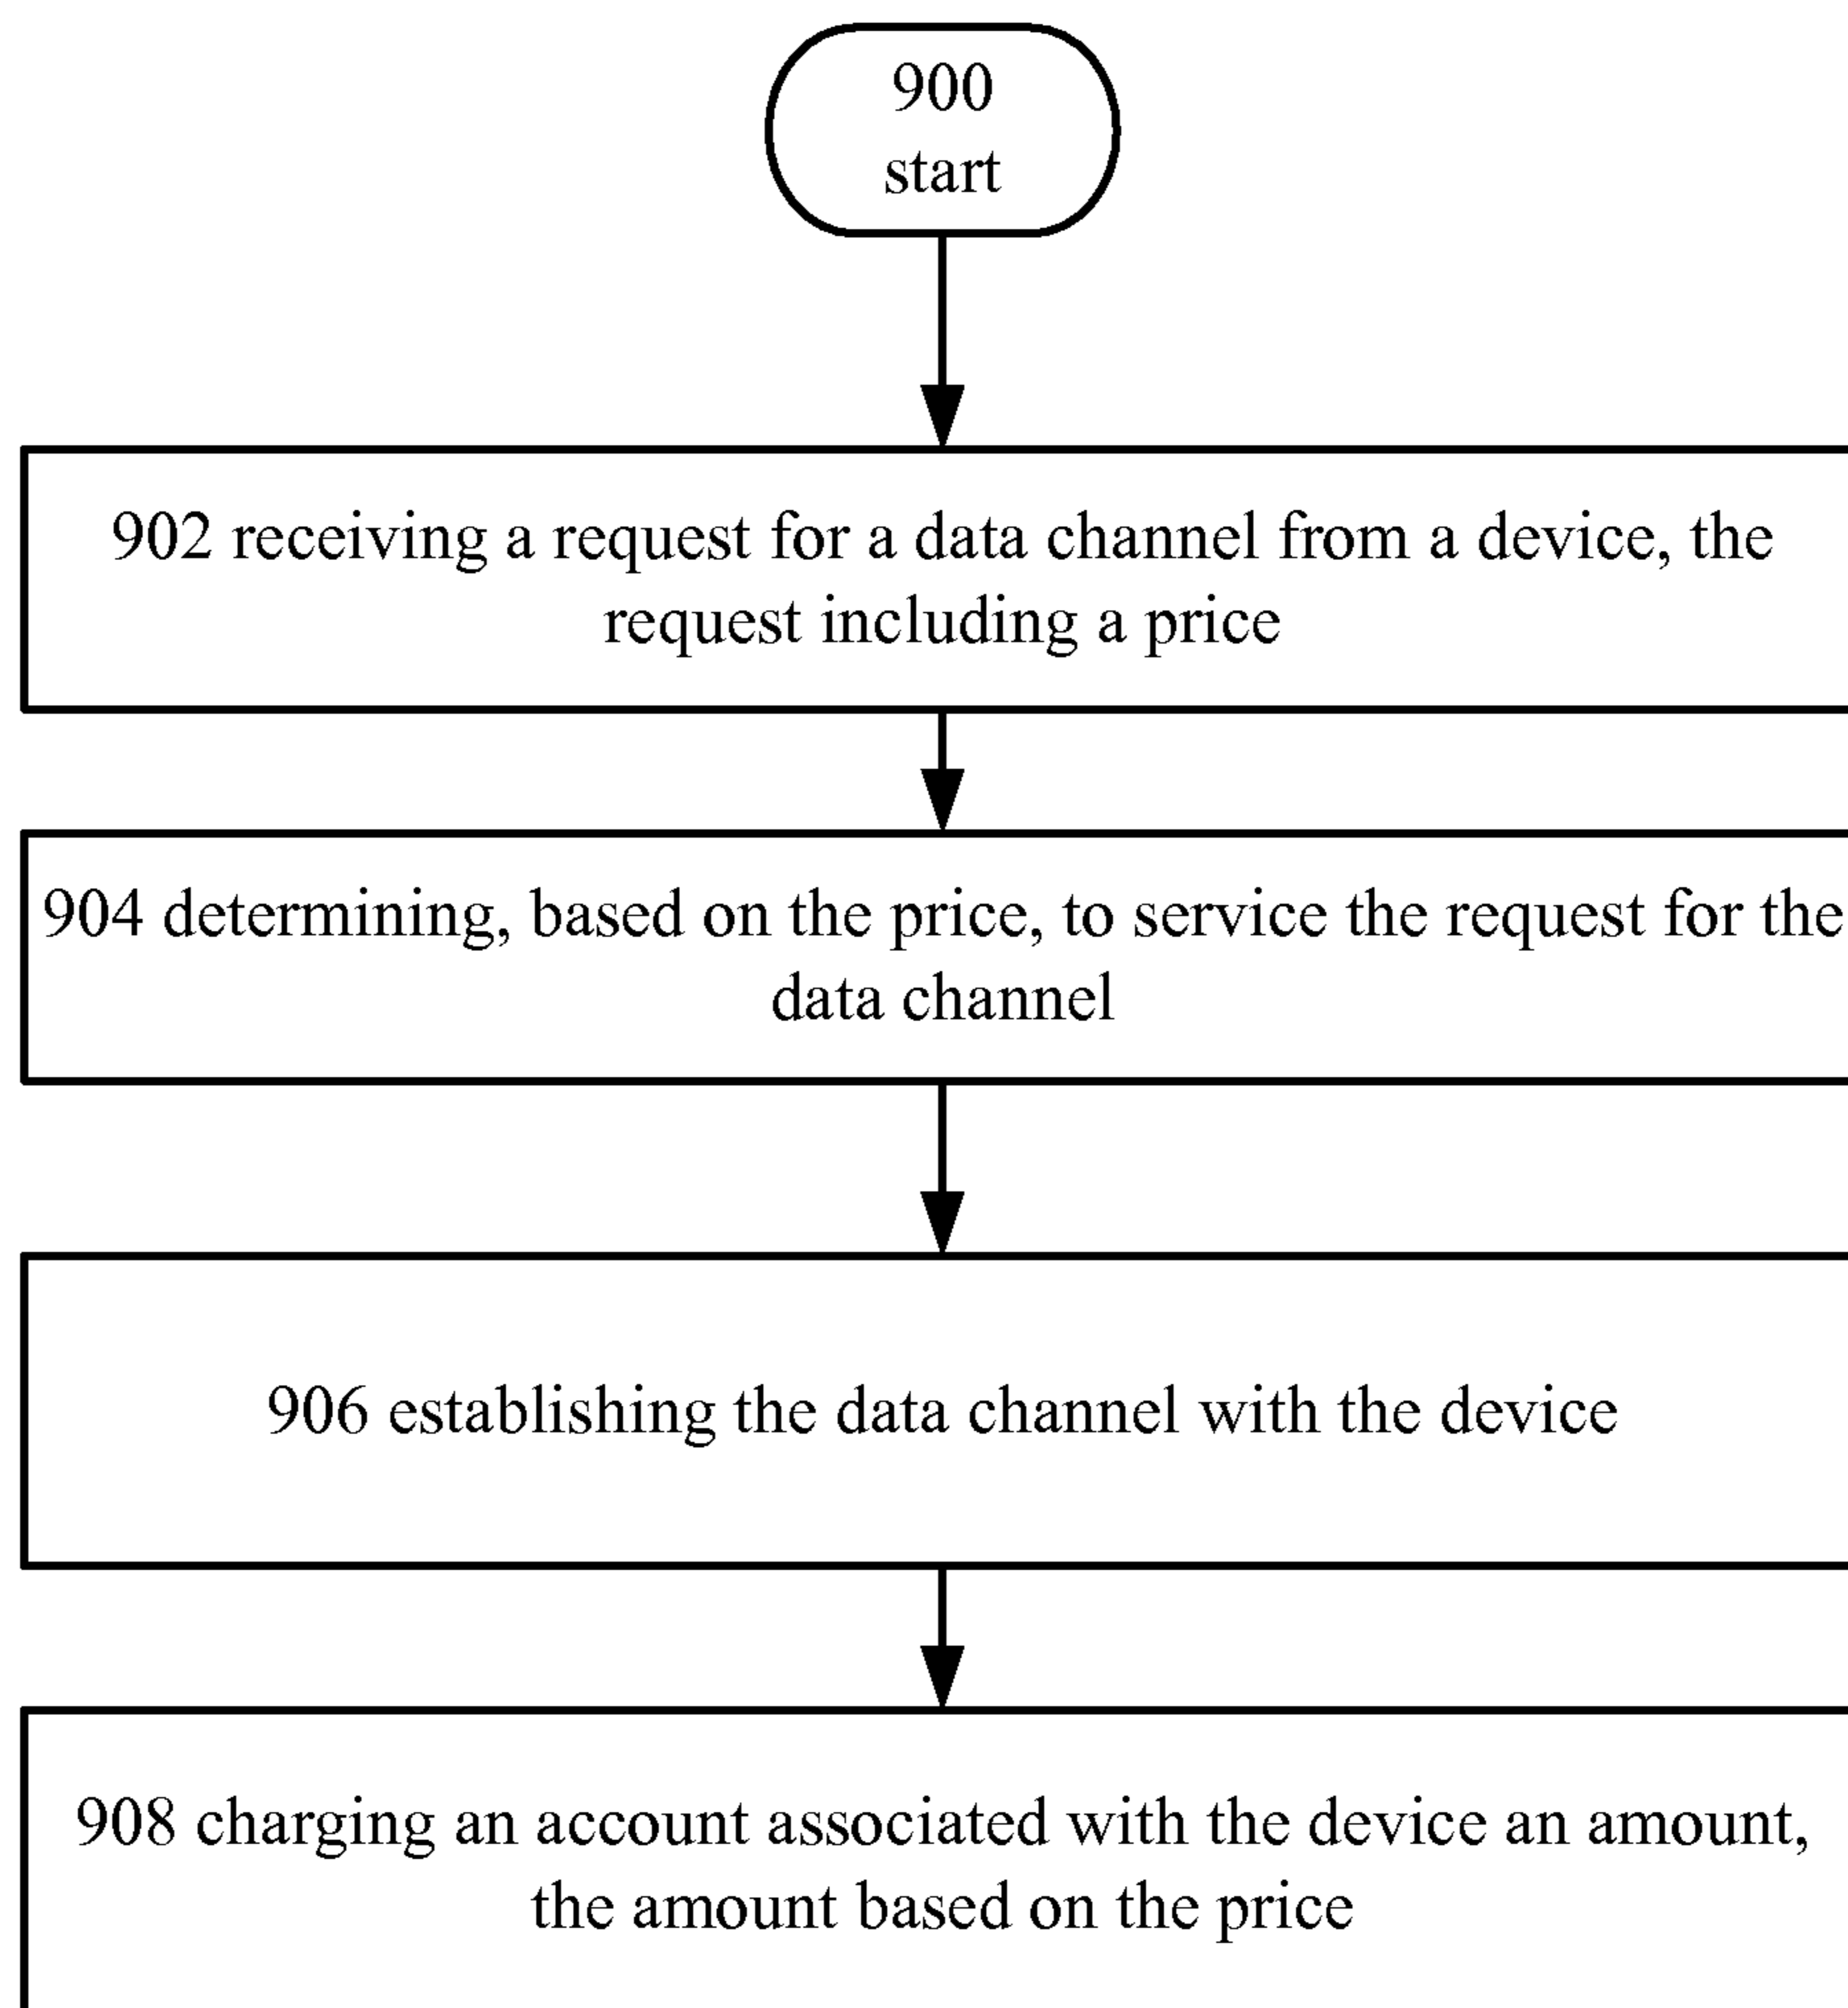 900
start
902 receiving a request for a data channel from a device, the
request including a price
904 determining, based on the price, to service the request for the
data channel
906 establishing the data channel with the device
908 charging an account associated with the device an amount,
the amount based on the price